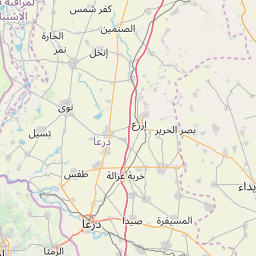 كفر شمس
الصنمين
الحارة
نمر
إنخل
نوى
تسيل
إزرع
درعا
بصر الحرير
طفس
خربة غزالة
درعا
صيدا
المسيفرة
الرمثا